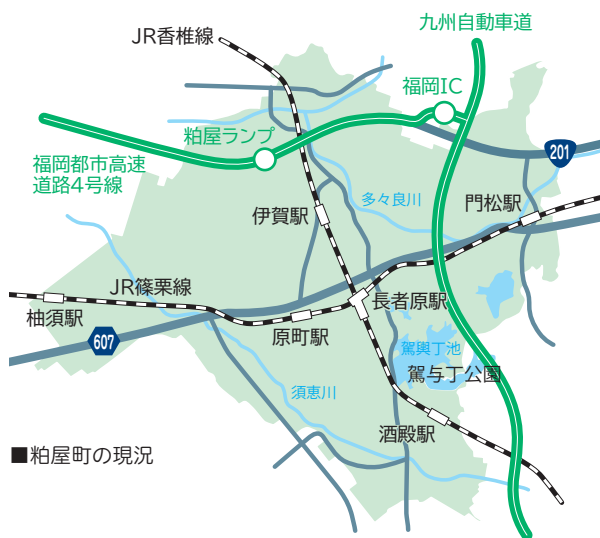 九州自動車道
JR香椎線
福岡IC
粕屋ランプ
201
福岡都市高速
道路4号線
多々良川
門松駅
伊賀駅
JR篠栗線
長者原駅
柚須駅
607
原町駅
駕輿丁池
駕与丁公園
須恵川
酒殿駅
■粕屋町の現況